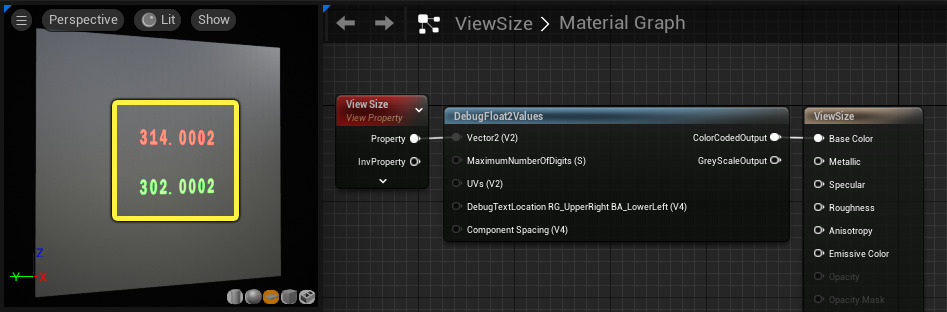 Perspective
Lit
Show
314.0002
302.0002
Z
Y
X
ViewSize > Material Graph
View Size
View Property
Property
InvProperty
DebugFloat2Values
Vector2 (V2)
MaximumNumberOfDigits (S)
UVs (V2)
DebugTextLocation RG_UpperRight BA_LowerLeft (V4)
Component Spacing (V4)
ColorCodedOutput
GreyScaleOutput
ViewSize
Base Color
Metallic
Specular
Roughness
Anisotropy
Emissive Color
Opacity
Opacity Mask